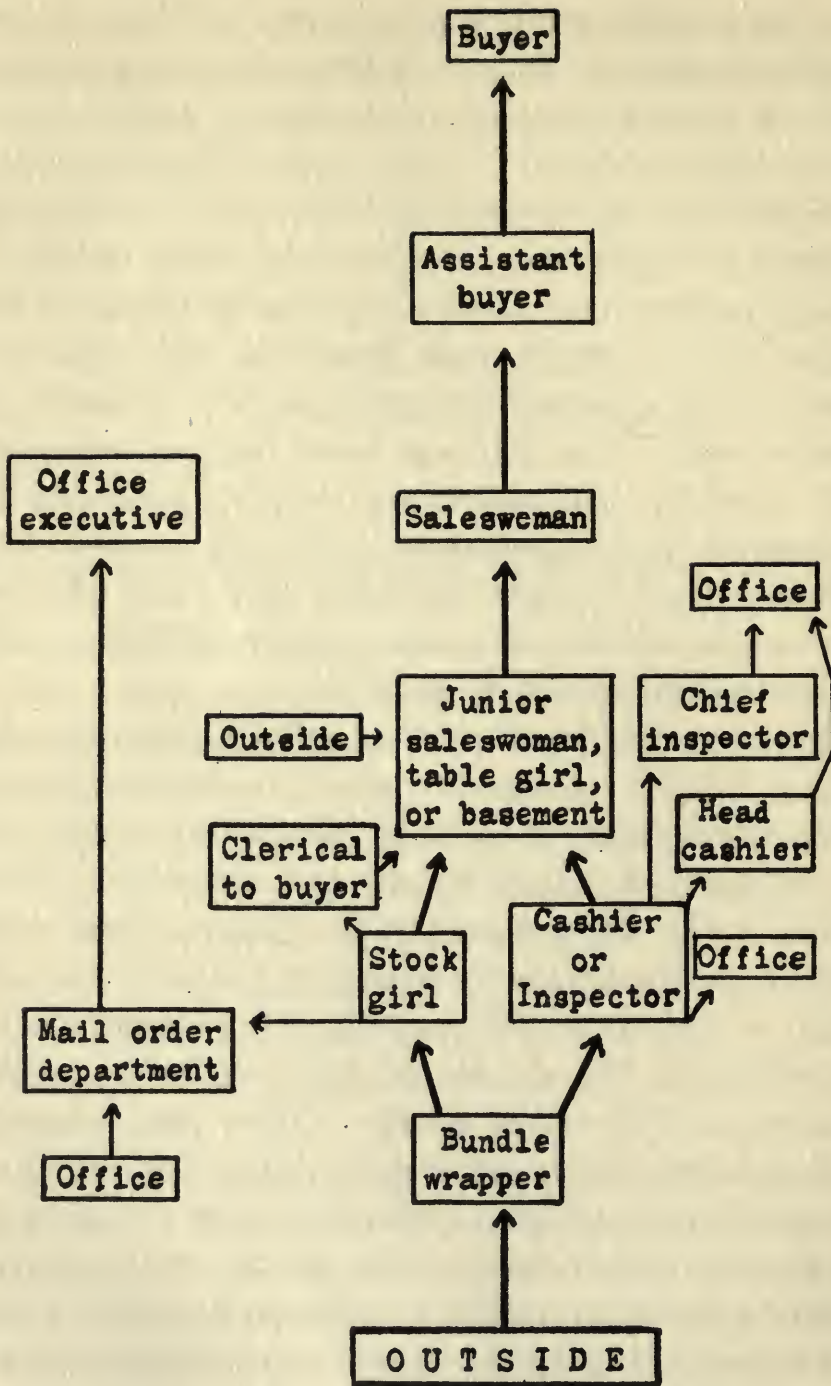 Buyer
Assistant
buyer
Office
executive
Salesweman
Office
Junior
saleswoman,
table girl,
or basement
Chief
inspector
Outside
Head
cashier
Clerical
to buyer
Stock
girl
Cashier
or
Inspector
Office
Mail order
department
Bundle
wrapper
Office
OUTSIDE